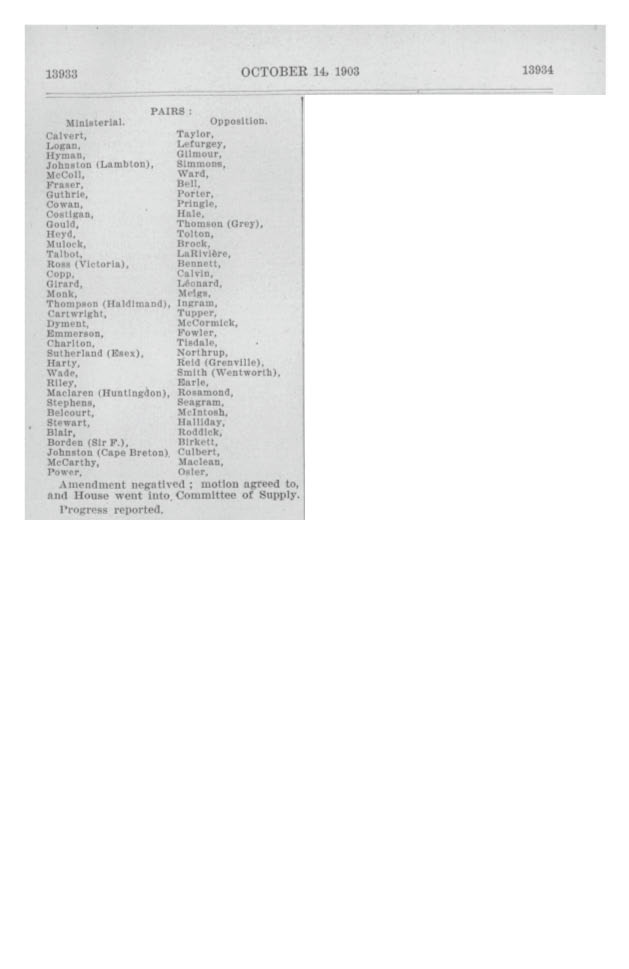 13933 OCTOBER 14, 1903 13934
PAIRS :
Ministerial. Opposition.
Calvert, Taylor,
Logan, Lefurgey,
Hyman, Gilmour,
Johnston (Lambton), Simmons,
McColl, Ward,
Fraser, Bell,
Guthrie, Porter,
Cowan, Pringle,
Costigan, Hale,
Gould, Thomson (Grey),
Heyd, Tolton,
Mulock, Brock,
Talbot, LaRivière,
Ross (Victoria), Bennett,
Copp, Calvin,
Girard, Léonard,
Monk, Meigs,
Thompson (Haldimand), Ingram,
Cartwright, Tupper,
Dyment, McCormick,
Emmerson, Fowler,
Charlton, Tisdale,
Sutherland (Esex), Northrup,
Harty, Reid (Grenville),
Wade, Smith (Wentworth),
Riley, Earle,
Maclaren (Huntingdon), Rosamond,
Stephens, Seagram,
Belcourt, McIntosh,
Stewart, Halliday,
Blair, Roddick,
Borden (Sir F.), Birkett,
Johnston (Cape Breton), Culbert,
McCarthy, Maclean,
Power, Osler,
Amendment negatived ; motion agreed to,
and House went into Committee of Supply.
Progress reported.